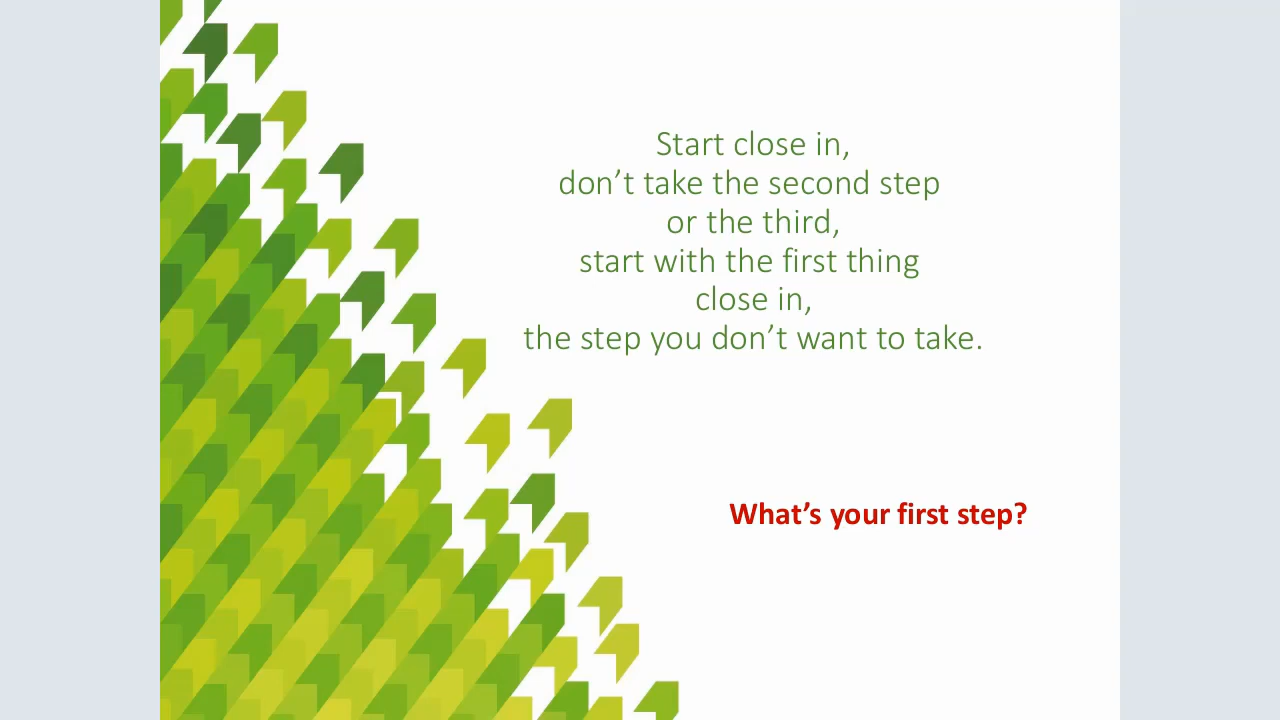 Start close in,
don’t take the second step
or the third,
start with the first thing
close in,
the step you don’t want to take.
What’s your first step?